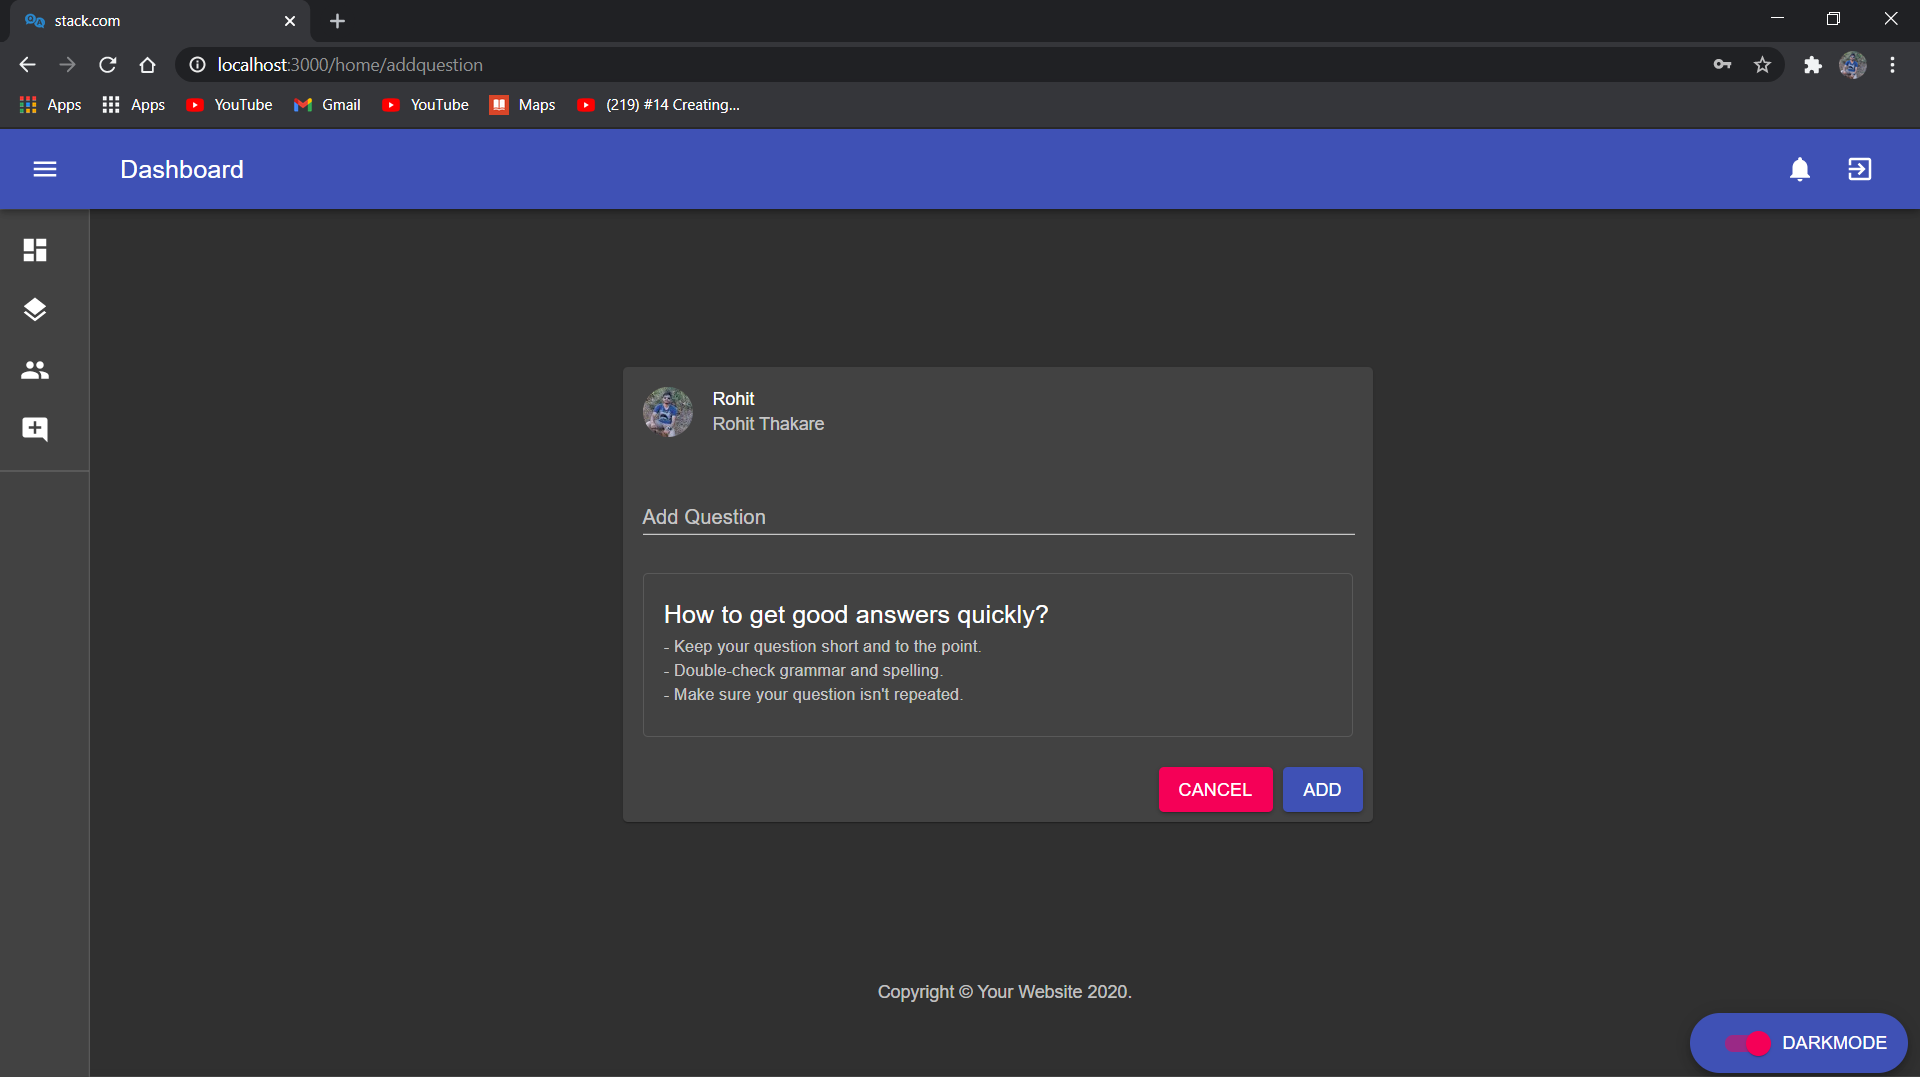 stack.com
localhost:3000/home/addquestion
Apps Apps YouTube Gmail YouTube Maps (219) #14 Creating...
Dashboard
Rohit
Rohit Thakare
Add Question
How to get good answers quickly?
- Keep your question short and to the point.
- Double-check grammar and spelling.
- Make sure your question isn't repeated.
CANCEL ADD
Copyright © Your Website 2020.
DARKMODE